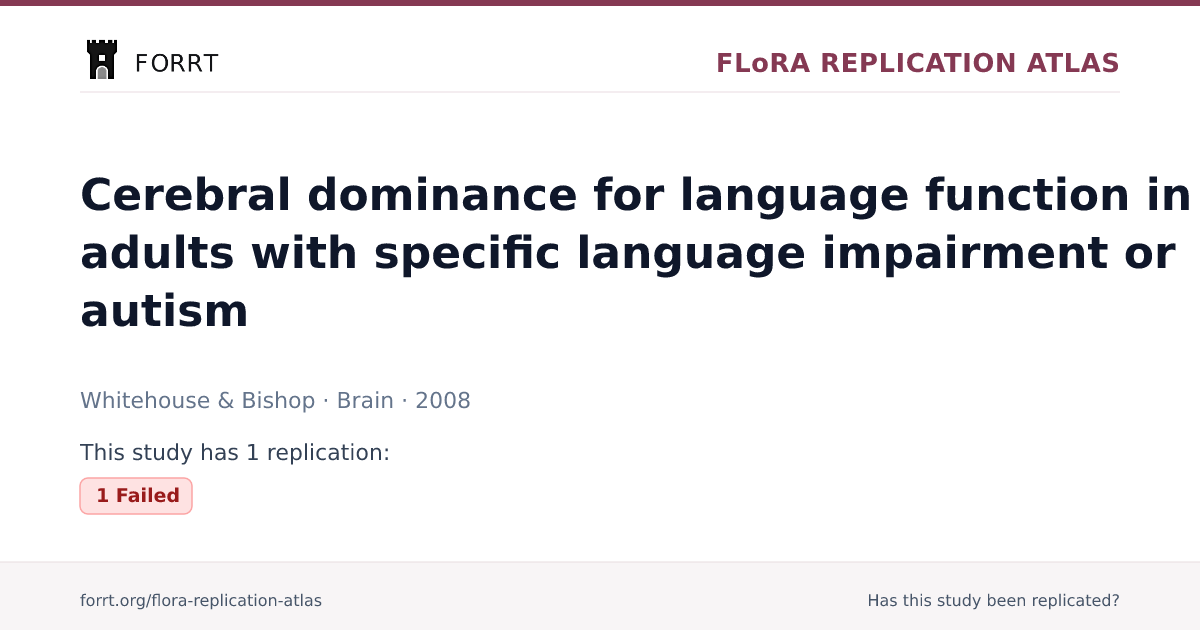 FORRT
FLoRA REPLICATION ATLAS
Cerebral dominance for language function in
adults with specific language impairment or
autism
Whitehouse & Bishop · Brain · 2008
This study has 1 replication:
1 Failed
forrt.org/flora-replication-atlas
Has this study been replicated?